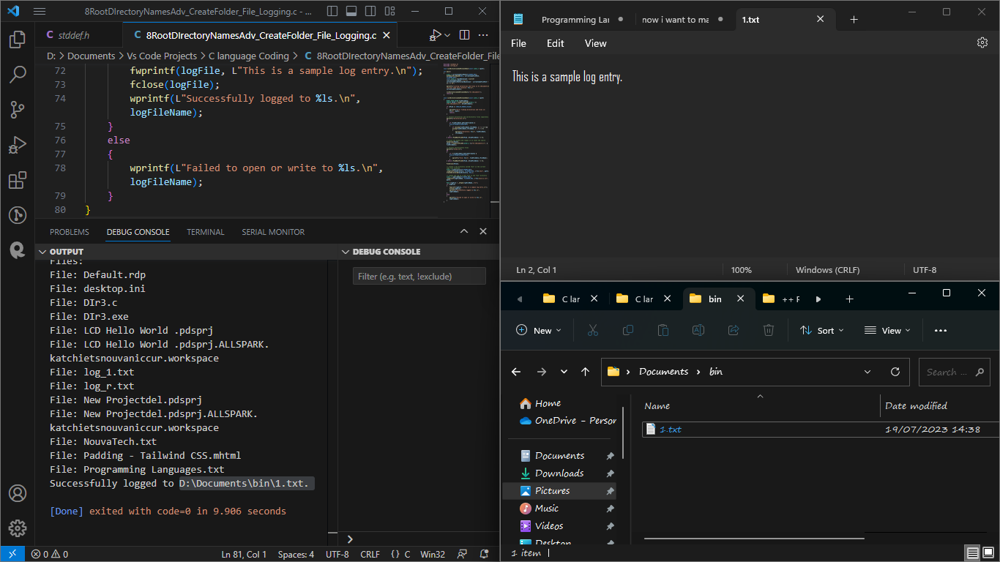 8RootDIrectoryNamesAdv_CreateFolder_File_Logging.c - ...
stddef.h
C 8RootDIrectoryNamesAdv_CreateFolder_File_Logging.c
D: > Documents > Vs Code Projects > C language Coding > C 8RootDIrectoryNamesAdv_CreateFolder_File
72 fwprintf(logFile, L"This is a sample log entry.\n");
73 fclose(logFile);
74 wprintf(L"Successfully logged to %ls.\n",
logFileName);
75 }
76 else
77 {
78 wprintf(L"Failed to open or write to %ls.\n",
logFileName);
79 }
80 }
PROBLEMS
DEBUG CONSOLE
TERMINAL
SERIAL MONITOR
OUTPUT
Files:
File: Default.rdp
File: desktop.ini
File: DIr3.c
File: DIr3.exe
File: LCD Hello World .pdsprj
File: LCD Hello World .pdsprj.ALLSPARK.
katchietsnouvaniccur.workspace
File: log_1.txt
File: log_r.txt
File: New Projectdel.pdsprj
File: New Projectdel.pdsprj.ALLSPARK.
katchietsnouvaniccur.workspace
File: NouvaTech.txt
File: Padding - Tailwind CSS.mhtml
File: Programming Languages.txt
Successfully logged to D:\Documents\bin\1.txt.
[Done] exited with code=0 in 9.906 seconds
DEBUG CONSOLE
Filter (e.g. text, !exclude)
0 0
Ln 81, Col 1
Spaces: 4
UTF-8
CRLF
{ } C
Win32
Programming Lar
now i want to ma
1.txt
File
Edit
View
This is a sample log entry.
Ln 2, Col 1
100%
Windows (CRLF)
UTF-8
C lar
C lar
bin
++ F
New
Sort
View
Documents > bin
Search ...
Home
OneDrive - Person
Documents
Downloads
Pictures
Music
Videos
Desktop
Name
Date modified
1.txt
19/07/2023 14:38
1 item